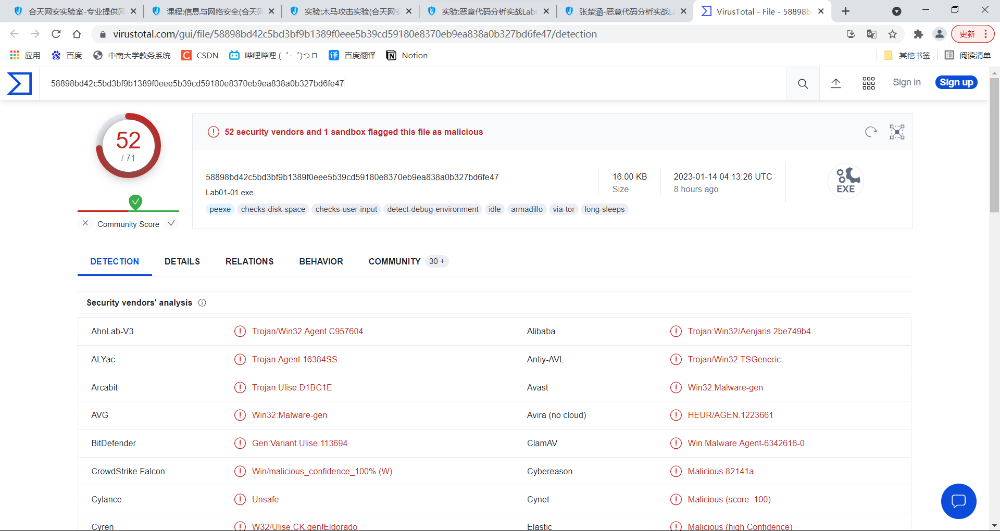 合天网安实验室-专业提供网
课程:信息与网络安全(合天网
实验:木马攻击实验(合天网安
实验:恶意代码分析实战Lab
张楚涵-恶意代码分析实战L
VirusTotal - File - 58898b
virustotal.com/gui/file/58898bd42c5bd3bf9b1389f0eee5b39cd59180e8370eb9ea838a0b327bd6fe47/detection
更新
应用
百度
中南大学教务系统
CSDN
哔哩哔哩 ( ゜- ゜)つロ
译 百度翻译
Notion
其他书签
阅读清单
58898bd42c5bd3bf9b1389f0eee5b39cd59180e8370eb9ea838a0b327bd6fe47
Sign in
Sign up
52
/ 71
Community Score
52 security vendors and 1 sandbox flagged this file as malicious
58898bd42c5bd3bf9b1389f0eee5b39cd59180e8370eb9ea838a0b327bd6fe47
Lab01-01.exe
16.00 KB
Size
2023-01-14 04:13:26 UTC
8 hours ago
EXE
peexe checks-disk-space checks-user-input detect-debug-environment idle armadillo via-tor long-sleeps
DETECTION DETAILS RELATIONS BEHAVIOR COMMUNITY 30 +
Security vendors' analysis
AhnLab-V3 Trojan/Win32.Agent.C957604 Alibaba Trojan:Win32/Aenjaris.2be749b4
ALYac Trojan.Agent.16384SS Antiy-AVL Trojan/Win32.TSGeneric
Arcabit Trojan.Ulise.D1BC1E Avast Win32:Malware-gen
AVG Win32:Malware-gen Avira (no cloud) HEUR/AGEN.1223661
BitDefender Gen:Variant.Ulise.113694 ClamAV Win.Malware.Agent-6342616-0
CrowdStrike Falcon Win/malicious_confidence_100% (W) Cybereason Malicious.82141a
Cylance Unsafe Cynet Malicious (score: 100)
Cyren W32/Ulise.CK.gen!Eldorado Elastic Malicious (high Confidence)